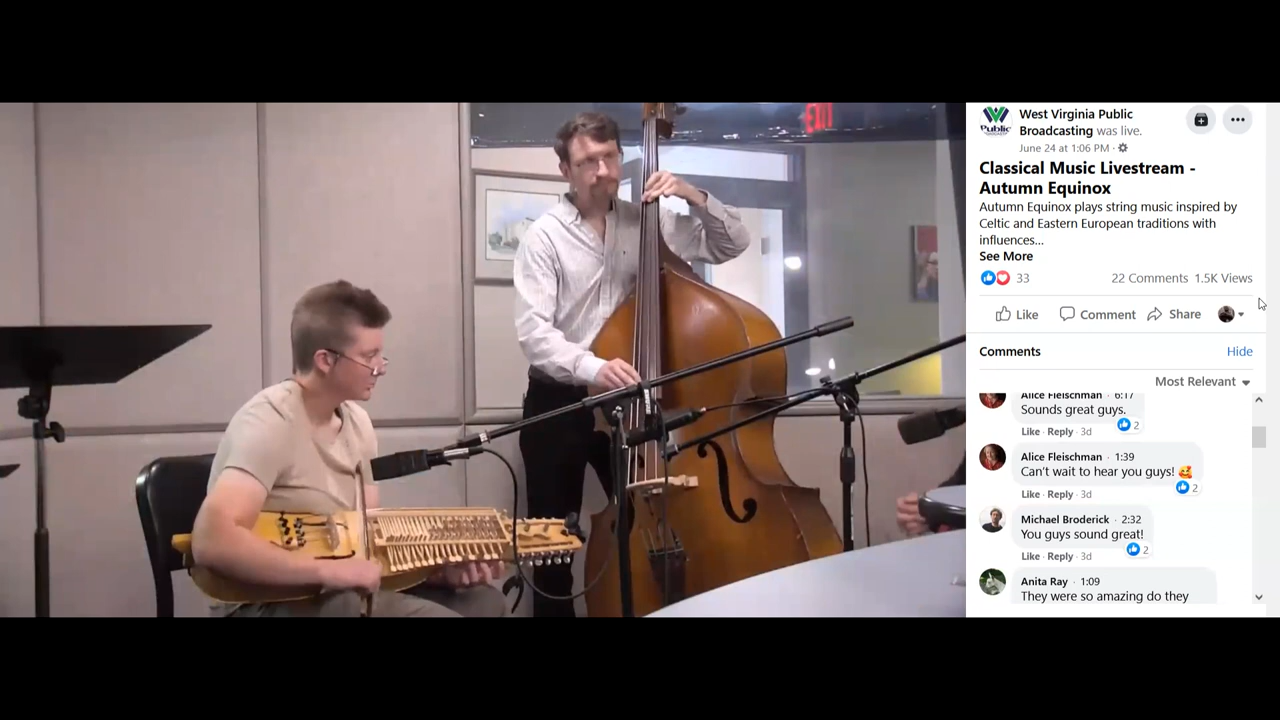 EXIT
Public
West Virginia Public
Broadcasting was live.
June 24 at 1:06 PM ·
Classical Music Livestream -
Autumn Equinox
Autumn Equinox plays string music inspired by
Celtic and Eastern European traditions with
influences...
See More
33 22 Comments 1.5K Views
Like Comment Share
Comments Hide
Most Relevant
Alice Fleischman · 6:17
Sounds great guys.
2
Like · Reply · 3d
Alice Fleischman · 1:39
Can't wait to hear you guys! 🥰
2
Like · Reply · 3d
Michael Broderick · 2:32
You guys sound great!
2
Like · Reply · 3d
Anita Ray · 1:09
They were so amazing do they